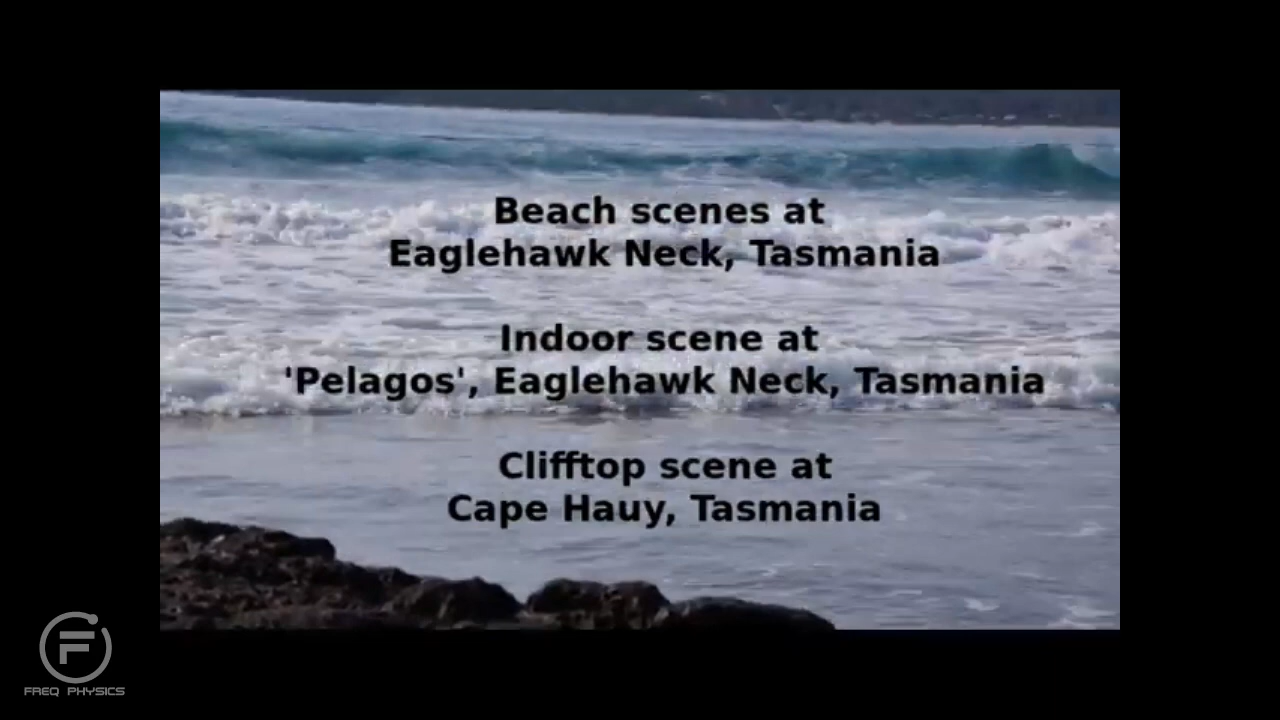 Beach scenes at
Eaglehawk Neck, Tasmania
Indoor scene at
'Pelagos', Eaglehawk Neck, Tasmania
Clifftop scene at
Cape Hauy, Tasmania
FREQ PHYSICS